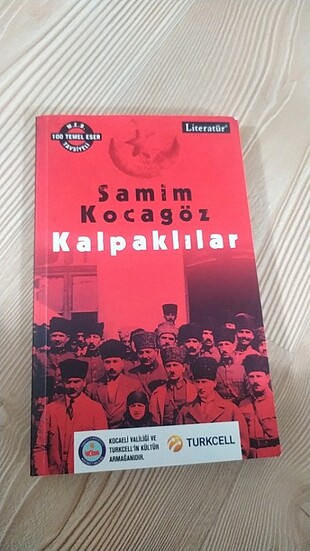 M.E.B.
100 TEMEL ESER
TAVSİYELİ
Literatür
Samim
Kocagöz
Kalpaklılar
KOCAELİ VALİLİĞİ VE
TURKCELL'İN KÜLTÜR
ARMAĞANIDIR.
TURKCELL